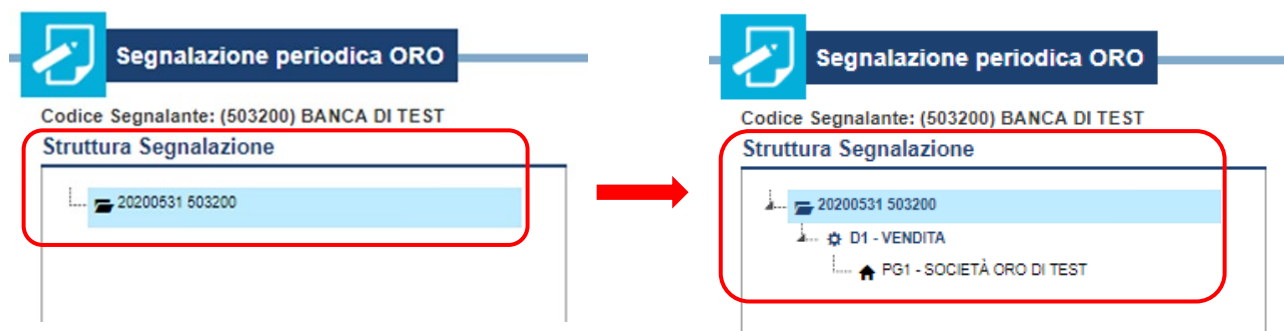 Segnalazione periodica ORO
Codice Segnalante: (503200) BANCA DI TEST
Struttura Segnalazione
20200531 503200
Segnalazione periodica ORO
Codice Segnalante: (503200) BANCA DI TEST
Struttura Segnalazione
20200531 503200
D1 - VENDITA
PG1 - SOCIETÀ ORO DI TEST